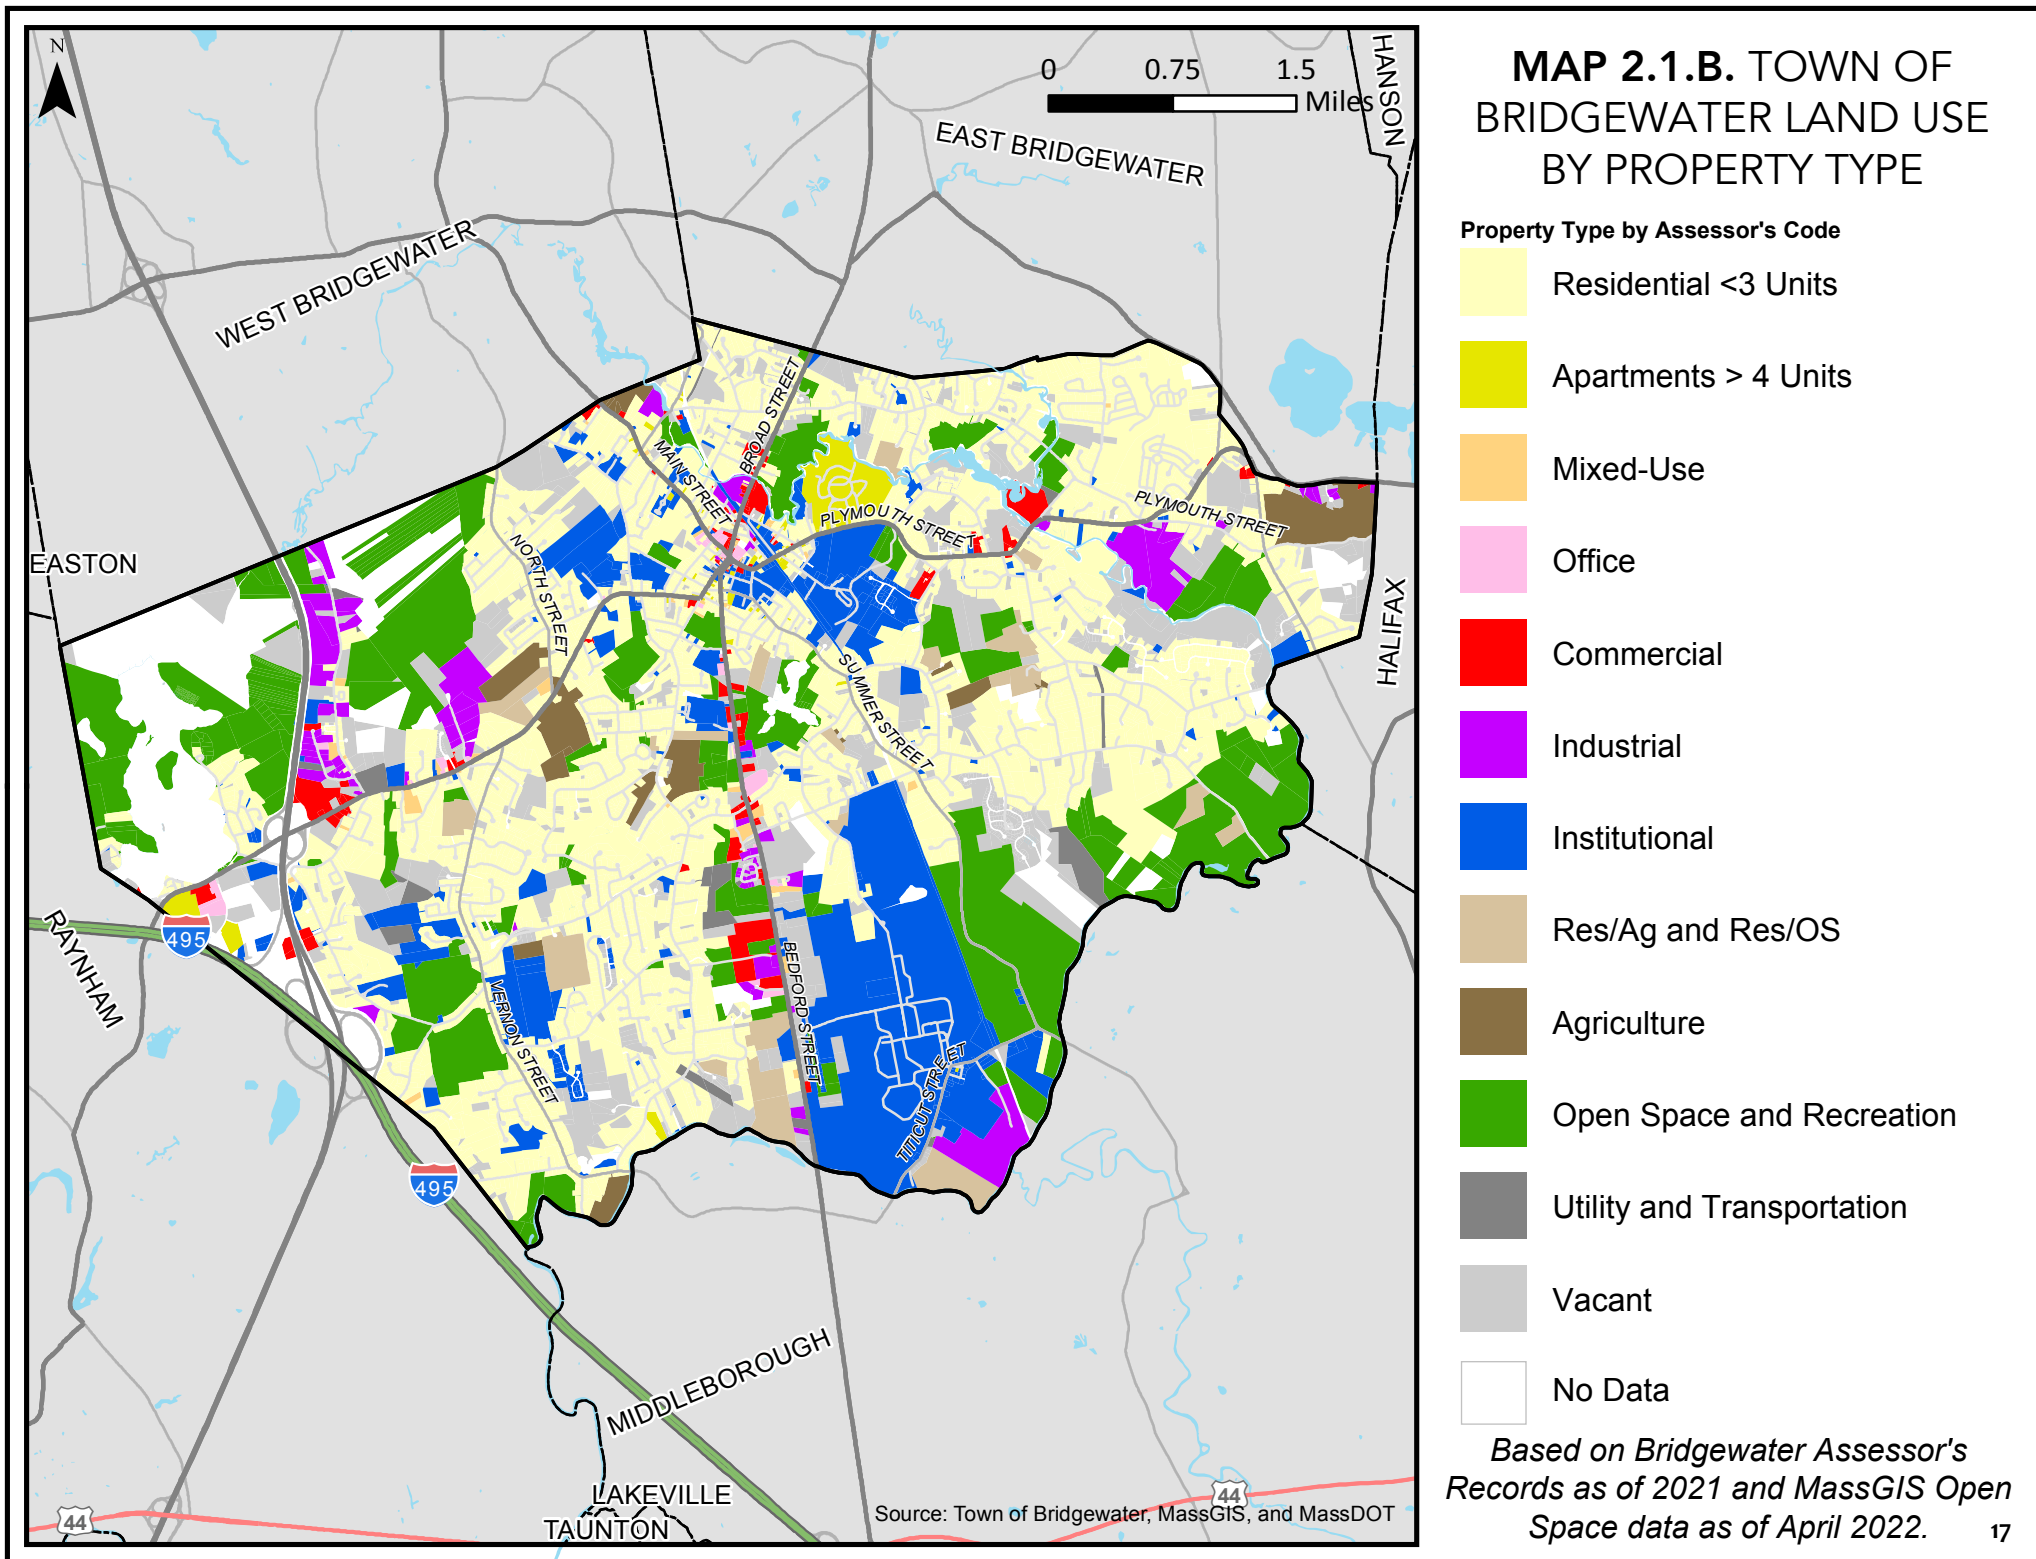 N
0 0.75 1.5
Miles
HANSON
EAST BRIDGEWATER
WEST BRIDGEWATER
EASTON
HALIFAX
RAYNHAM
MIDDLEBOROUGH
LAKEVILLE
TAUNTON
BROAD STREET
MAIN STREET
PLYMOUTH STREET
PLYMOUTH STREET
NORTH STREET
SUMMER STREET
BEDFORD STREET
VERNON STREET
TITICUT STREET
495
495
44
44
Source: Town of Bridgewater, MassGIS, and MassDOT
MAP 2.1.B. TOWN OF
BRIDGEWATER LAND USE
BY PROPERTY TYPE
Property Type by Assessor's Code
Residential <3 Units
Apartments > 4 Units
Mixed-Use
Office
Commercial
Industrial
Institutional
Res/Ag and Res/OS
Agriculture
Open Space and Recreation
Utility and Transportation
Vacant
No Data
Based on Bridgewater Assessor's
Records as of 2021 and MassGIS Open
Space data as of April 2022.
17